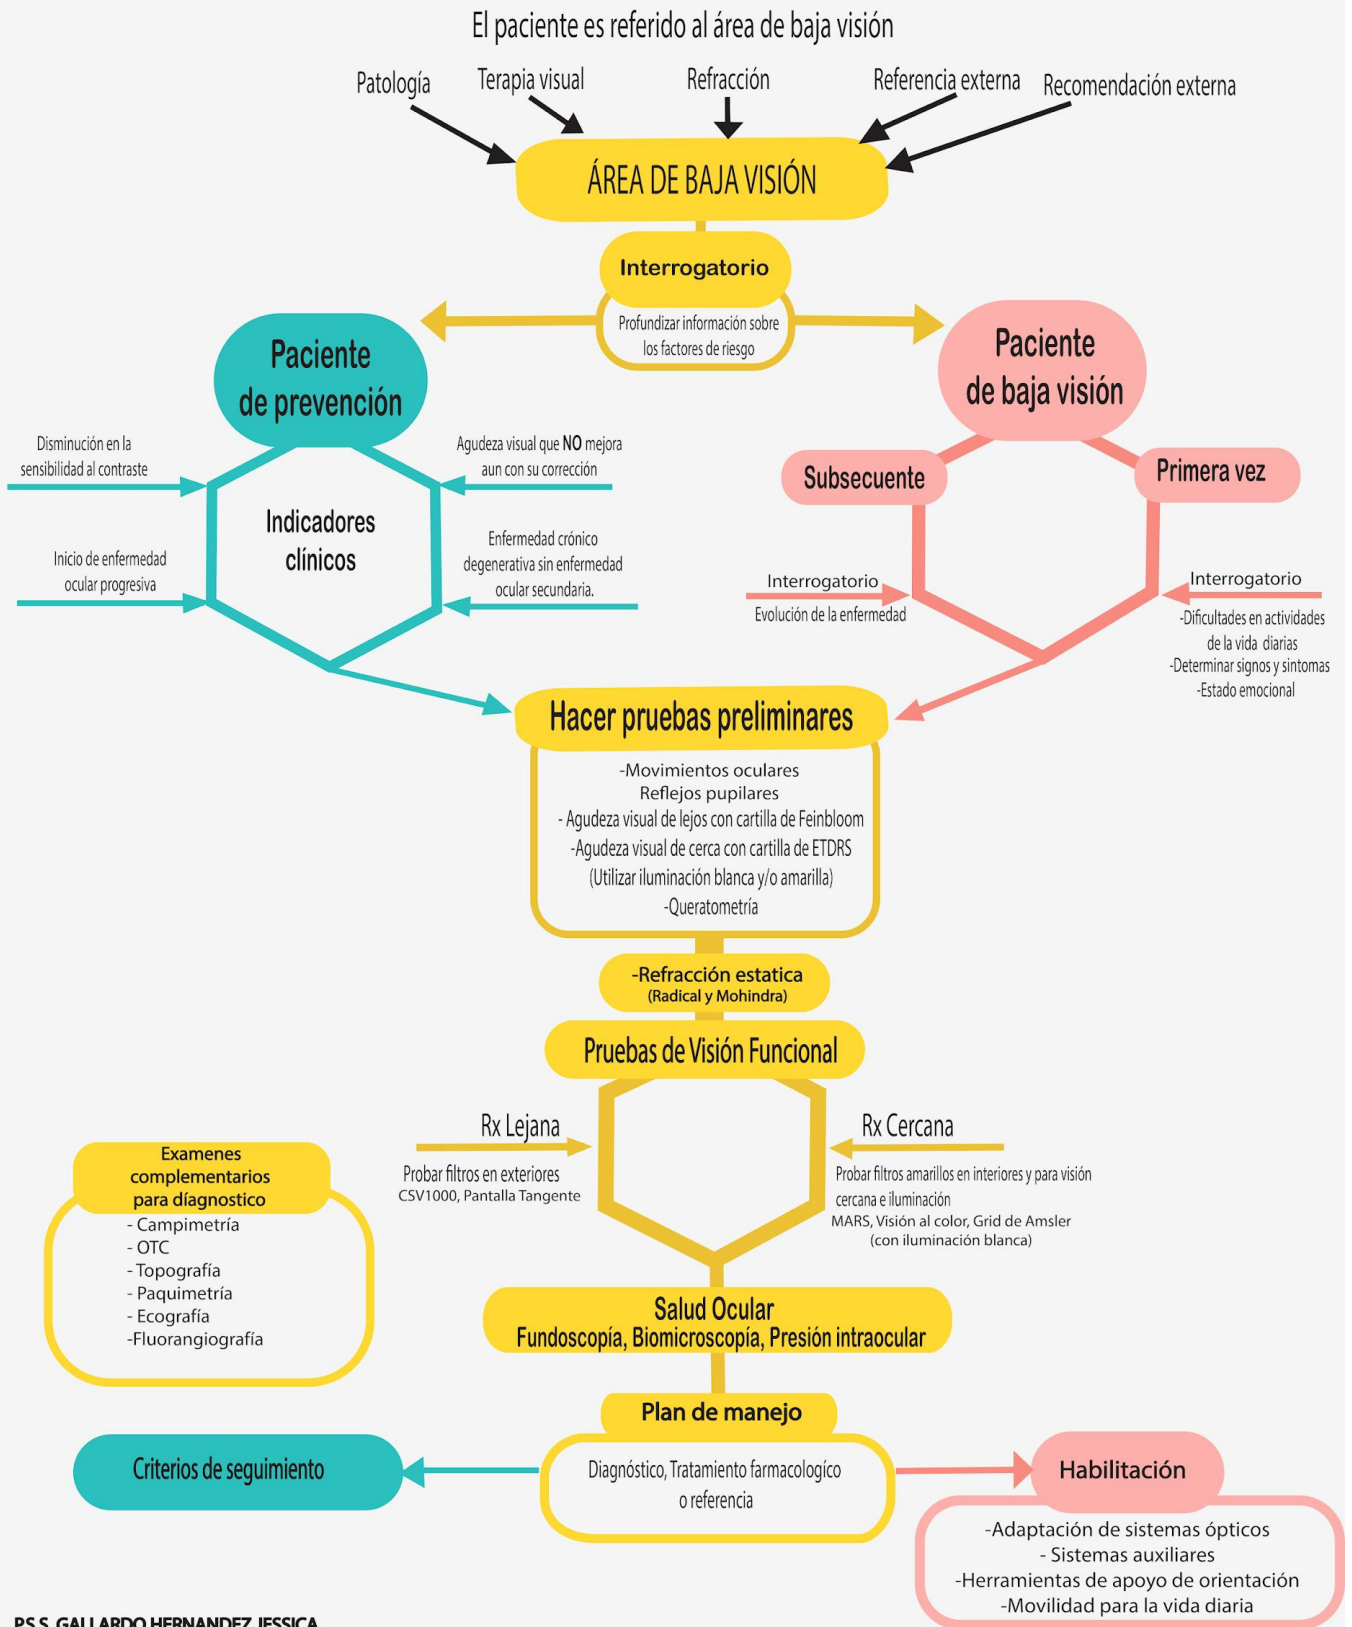 El paciente es referido al área de baja visión
Patología
Terapia visual
Refracción
Referencia externa
Recomendación externa
ÁREA DE BAJA VISIÓN
Interrogatorio
Profundizar información sobre
los factores de riesgo
Paciente
de prevención
Disminución en la
sensibilidad al contraste
Agudeza visual que NO mejora
aun con su corrección
Indicadores
clínicos
Inicio de enfermedad
ocular progresiva
Enfermedad crónico
degenerativa sin enfermedad
ocular secundaria.
Paciente
de baja visión
Subsecuente
Primera vez
Interrogatorio
Evolución de la enfermedad
Interrogatorio
-Dificultades en actividades
de la vida diarias
-Determinar signos y sintomas
-Estado emocional
Hacer pruebas preliminares
-Movimientos oculares
Reflejos pupilares
- Agudeza visual de lejos con cartilla de Feinbloom
-Agudeza visual de cerca con cartilla de ETDRS
(Utilizar iluminación blanca y/o amarilla)
-Queratometría
-Refracción estatica
(Radical y Mohindra)
Pruebas de Visión Funcional
Rx Lejana
Probar filtros en exteriores
CSV1000, Pantalla Tangente
Rx Cercana
Probar filtros amarillos en interiores y para visión
cercana e iluminación
MARS, Visión al color, Grid de Amsler
(con iluminación blanca)
Examenes
complementarios
para díagnostico
- Campimetría
- OTC
- Topografía
- Paquimetría
- Ecografía
-Fluorangiografía
Salud Ocular
Fundoscopía, Biomicroscopía, Presión intraocular
Plan de manejo
Diagnóstico, Tratamiento farmacologíco
o referencia
Criterios de seguimiento
Habilitación
-Adaptación de sistemas ópticos
- Sistemas auxiliares
-Herramientas de apoyo de orientación
-Movilidad para la vida diaria
P.S.S. GALLARDO HERNANDEZ JESSICA